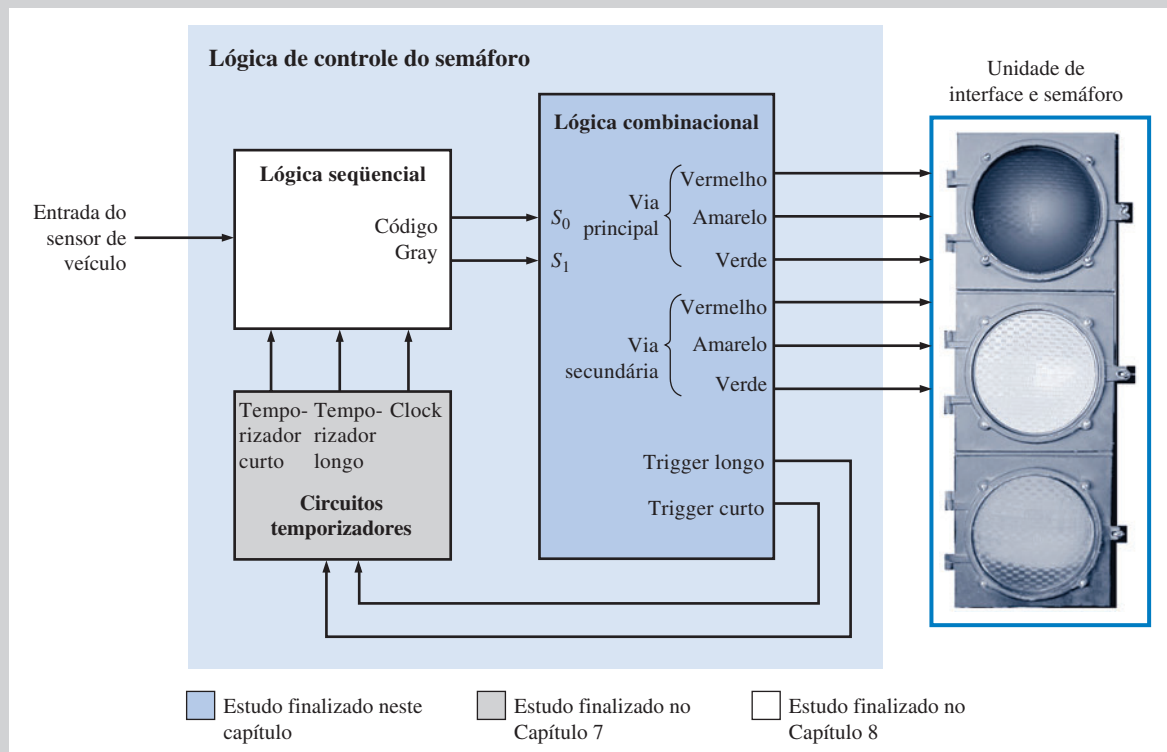 Lógica de controle do semáforo
Unidade de
interface e semáforo
Lógica combinacional
Lógica seqüencial
Entrada do
sensor de
veículo
Código
Gray
S0
S1
Via
principal
Vermelho
Amarelo
Verde
Via
secundária
Vermelho
Amarelo
Verde
Tempo-
rizador
curto
Tempo-
rizador
longo
Clock
Circuitos
temporizadores
Trigger longo
Trigger curto
Estudo finalizado neste
capítulo
Estudo finalizado no
Capítulo 7
Estudo finalizado no
Capítulo 8